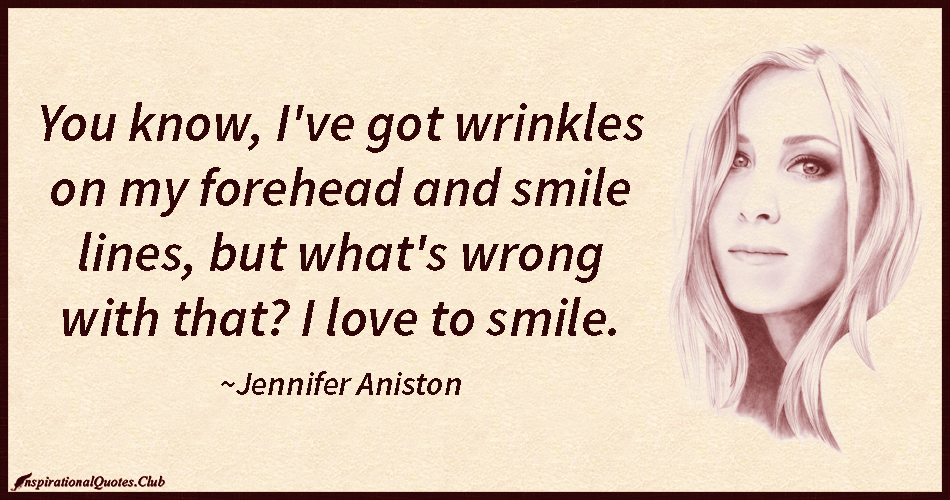 You know, I've got wrinkles
on my forehead and smile
lines, but what's wrong
with that? I love to smile.
~Jennifer Aniston
InspirationalQuotes.Club